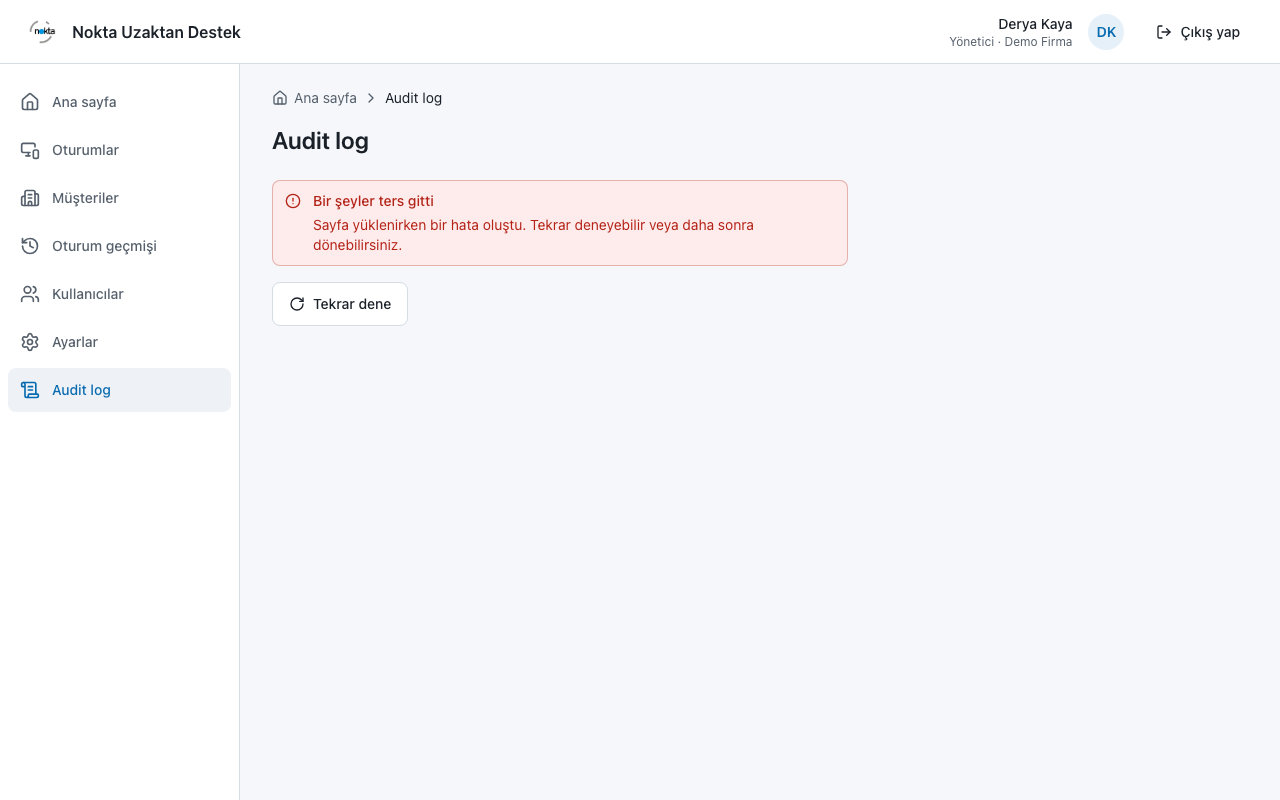 nokta
Nokta Uzaktan Destek
Derya Kaya
Yönetici · Demo Firma
DK
Çıkış yap
Ana sayfa
Oturumlar
Müşteriler
Oturum geçmişi
Kullanıcılar
Ayarlar
Audit log
Ana sayfa
Audit log
Audit log
Bir şeyler ters gitti
Sayfa yüklenirken bir hata oluştu. Tekrar deneyebilir veya daha sonra
dönebilirsiniz.
Tekrar dene